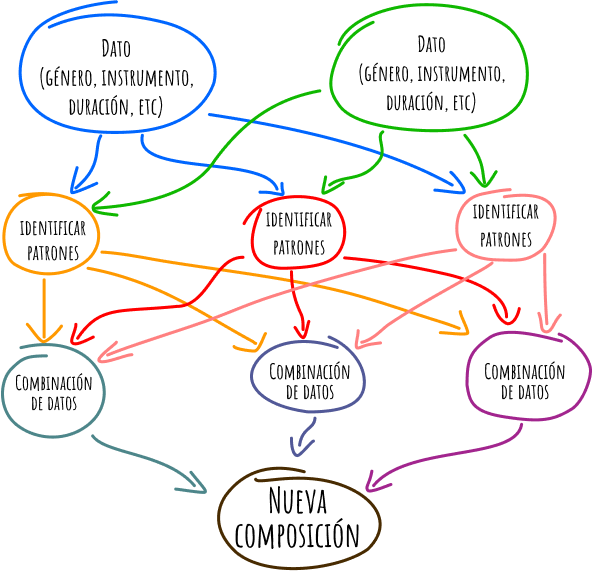 Dato
(género, instrumento,
duración, etc)
Dato
(género, instrumento,
duración, etc)
identificar
patrones
identificar
patrones
identificar
patrones
Combinación
de datos
Combinación
de datos
Combinación
de datos
Nueva
composición